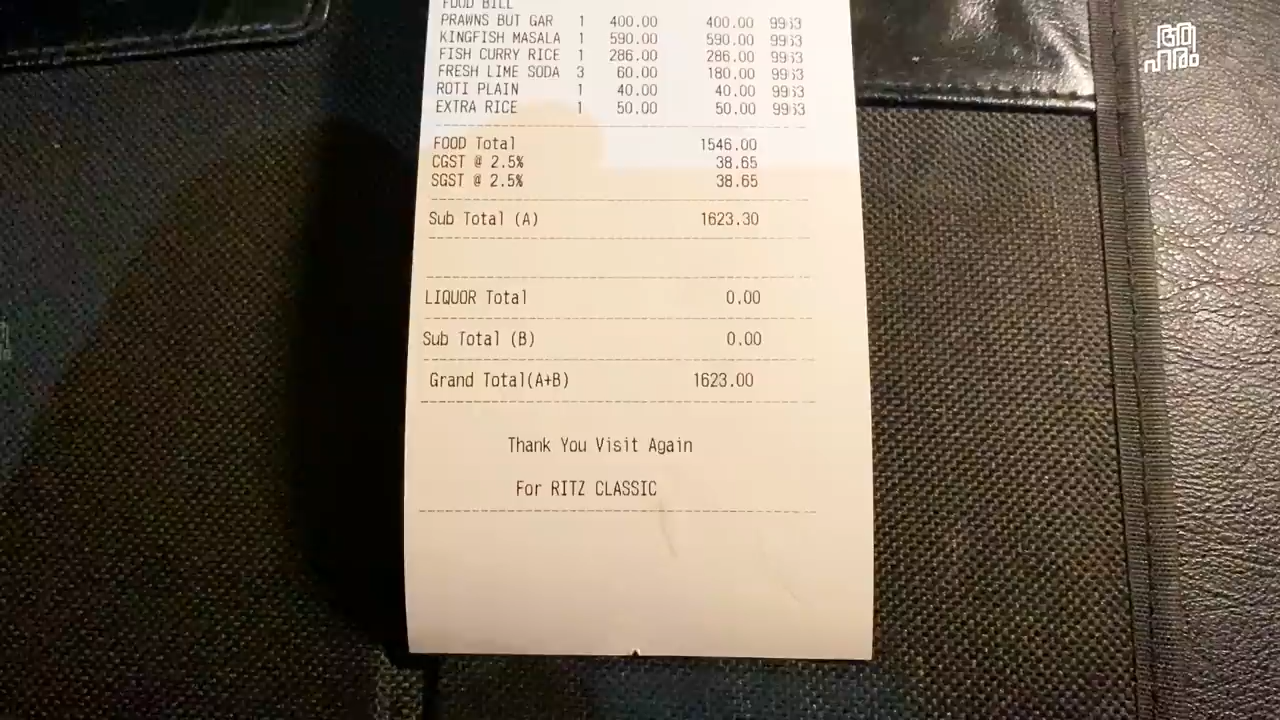 FOOD BILL
PRAWNS BUT GAR 1 400.00 400.00 9963
KINGFISH MASALA 1 590.00 590.00 9963
FISH CURRY RICE 1 286.00 286.00 9963
FRESH LIME SODA 3 60.00 180.00 9963
ROTI PLAIN 1 40.00 40.00 9963
EXTRA RICE 1 50.00 50.00 9963
FOOD Total 1546.00
CGST @ 2.5% 38.65
SGST @ 2.5% 38.65
Sub Total (A) 1623.30
LIQUOR Total 0.00
Sub Total (B) 0.00
Grand Total(A+B) 1623.00
Thank You Visit Again
For RITZ CLASSIC
ആ
ഹാരം